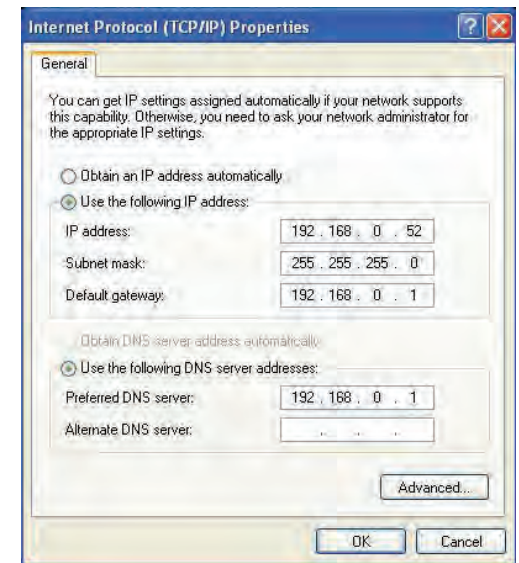 Internet Protocol (TCP/IP) Properties
General
You can get IP settings assigned automatically if your network supports
this capability. Otherwise, you need to ask your network administrator for
the appropriate IP settings.
Obtain an IP address automatically
Use the following IP address:
IP address: 192 . 168 . 0 . 52
Subnet mask: 255 . 255 . 255 . 0
Default gateway: 192 . 168 . 0 . 1
Obtain DNS server address automatically
Use the following DNS server addresses:
Preferred DNS server: 192 . 168 . 0 . 1
Alternate DNS server: . . .
Advanced...
OK Cancel